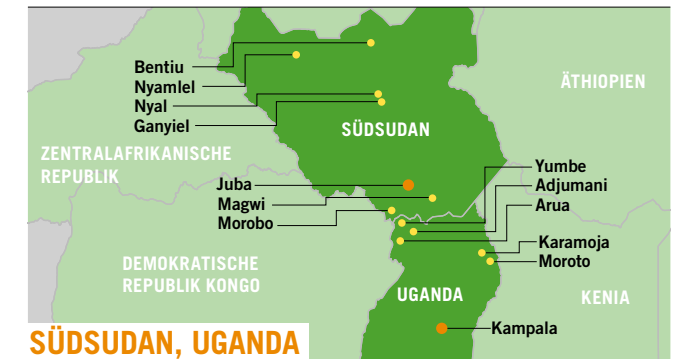 Bentiu
Nyamlel
Nyal
Ganyiel
ÄTHIOPIEN
SÜDSUDAN
ZENTRALAFRIKANISCHE
REPUBLIK
Juba
Magwi
Morobo
Yumbe
Adjumani
Arua
Karamoja
Moroto
DEMOKRATISCHE
REPUBLIK KONGO
UGANDA
KENIA
Kampala
SÜDSUDAN, UGANDA